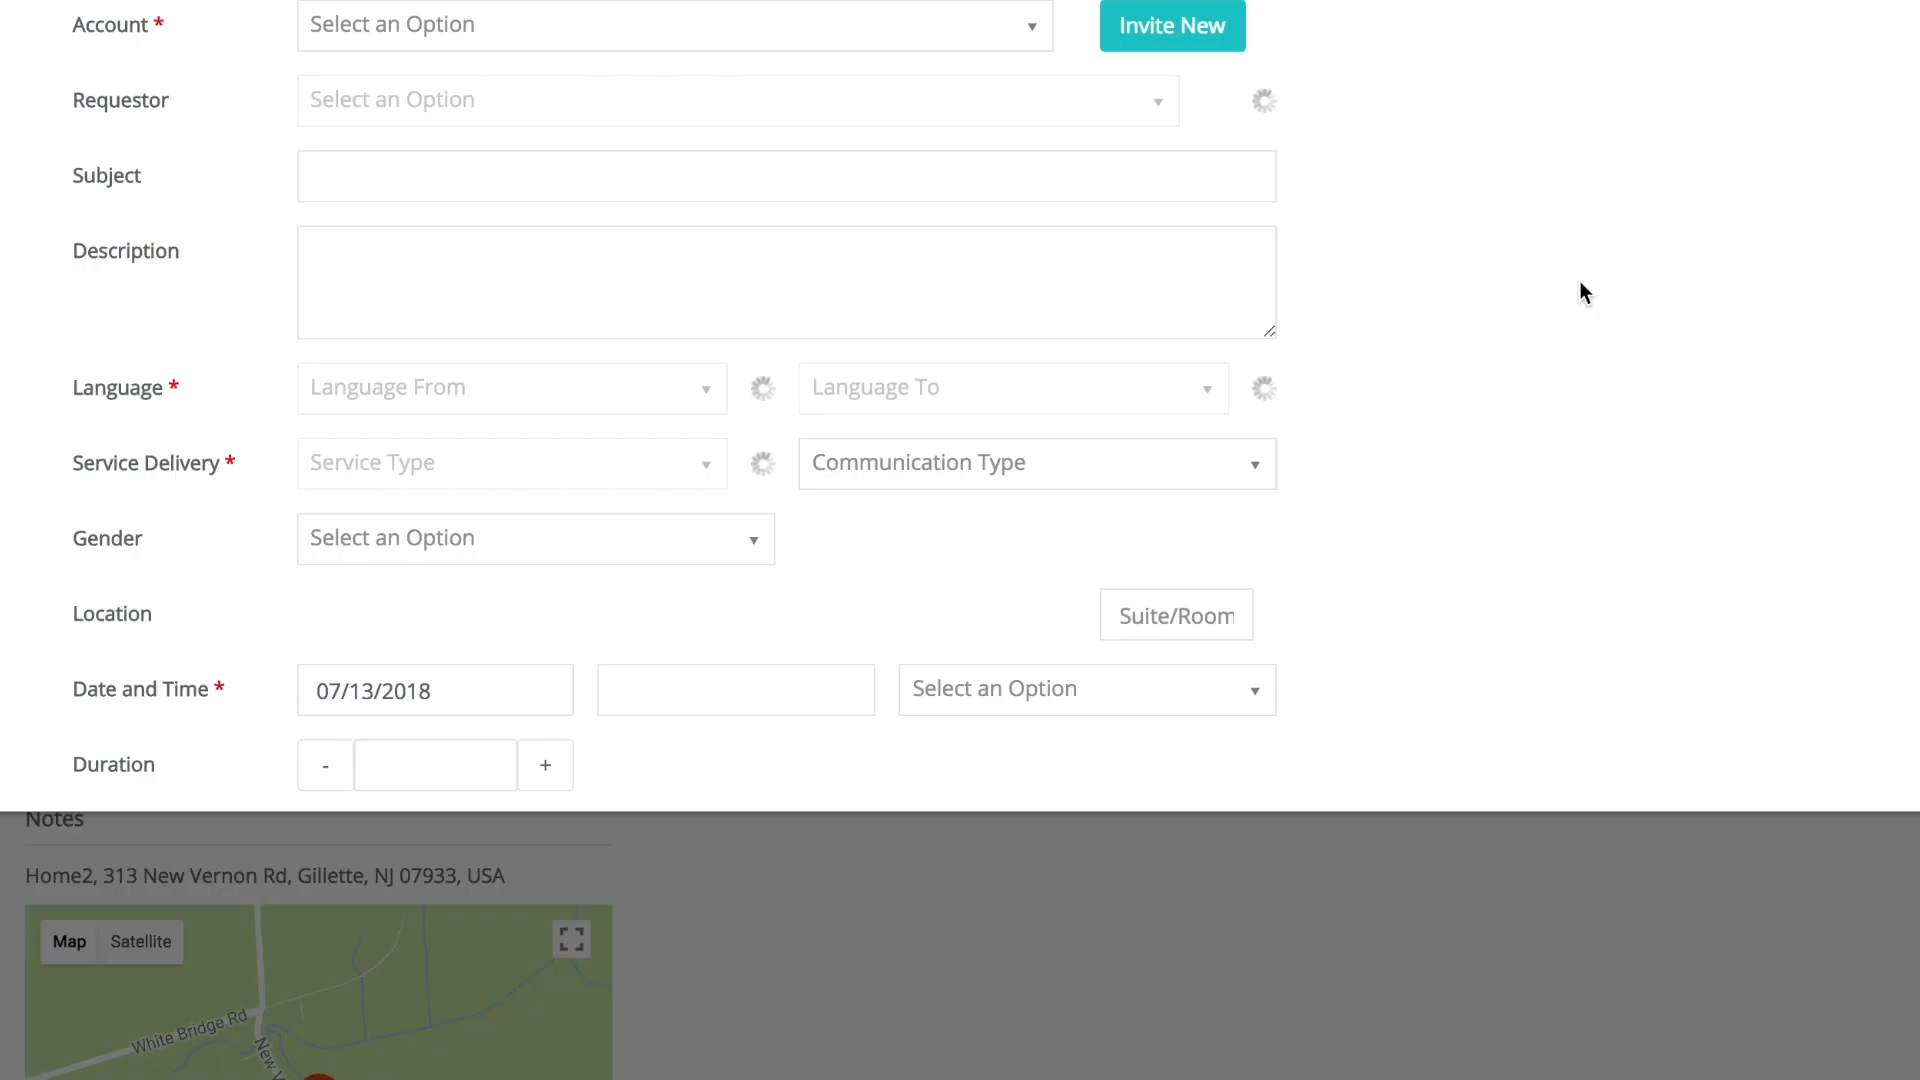 Account * Select an Option Invite New
Requestor Select an Option
Subject
Description
Language * Language From Language To
Service Delivery * Service Type Communication Type
Gender Select an Option
Location Suite/Room
Date and Time * 07/13/2018 Select an Option
Duration - +
Notes
Home2, 313 New Vernon Rd, Gillette, NJ 07933, USA
Map Satellite
White Bridge Rd
New